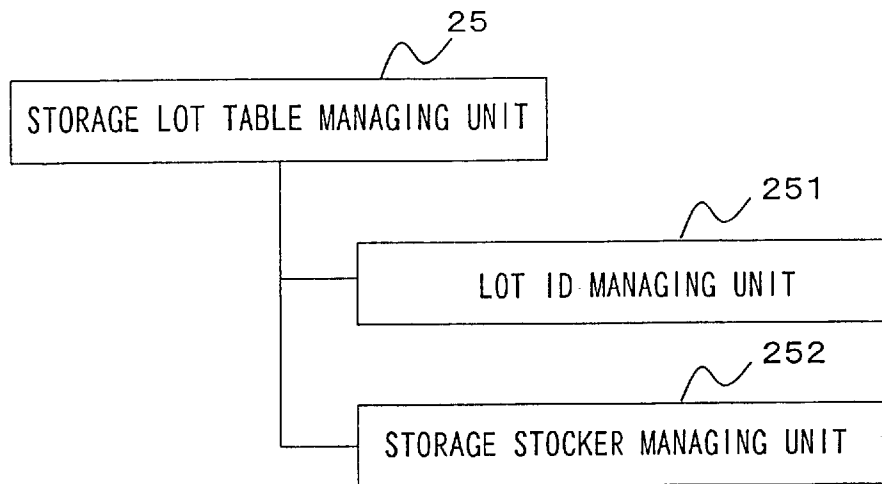 25
STORAGE LOT TABLE MANAGING UNIT
251
LOT ID MANAGING UNIT
252
STORAGE STOCKER MANAGING UNIT